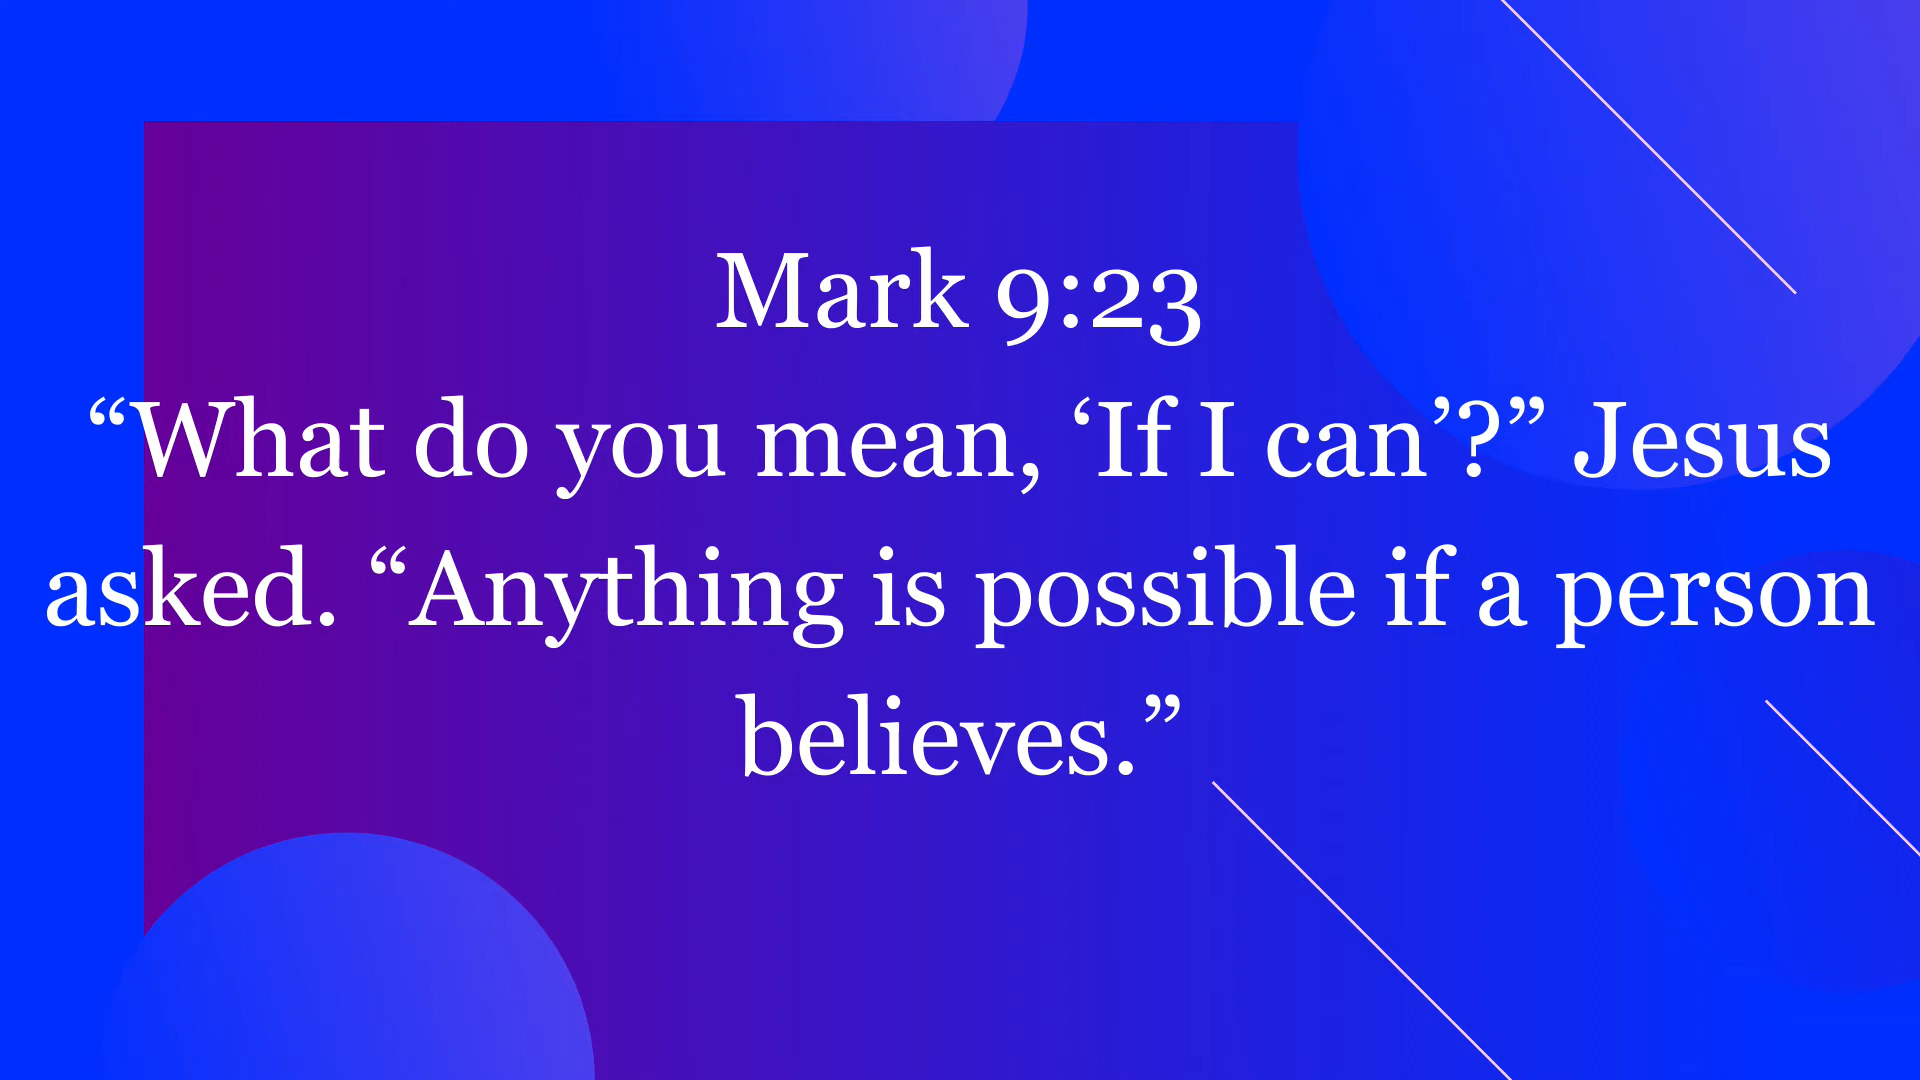 Mark 9:23
“What do you mean, ‘If I can’?” Jesus
asked. “Anything is possible if a person
believes.”